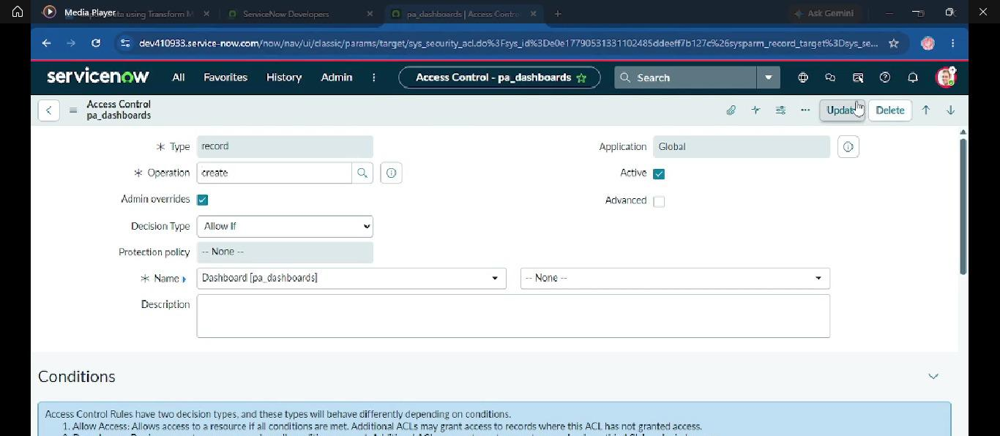 Media Player
ata using Transform M
ServiceNow Developers
pa_dashboards | Access Contro
Ask Gemini
dev410933.service-now.com/now/nav/ui/classic/params/target/sys_security_acl.do%3Fsys_id%3De0e17790531331102485ddeeff7b127c%26sysparm_record_target%3Dsys_se...
servicenow
All
Favorites
History
Admin
Access Control - pa_dashboards
Search
Access Control
pa_dashboards
Update
Delete
* Type
record
Application
Global
* Operation
create
Active
Admin overrides
Advanced
Decision Type
Allow If
Protection policy
-- None --
* Name
Dashboard [pa_dashboards]
-- None --
Description
Conditions
Access Control Rules have two decision types, and these types will behave differently depending on conditions.
1. Allow Access: Allows access to a resource if all conditions are met. Additional ACLs may grant access to records where this ACL has not granted access.